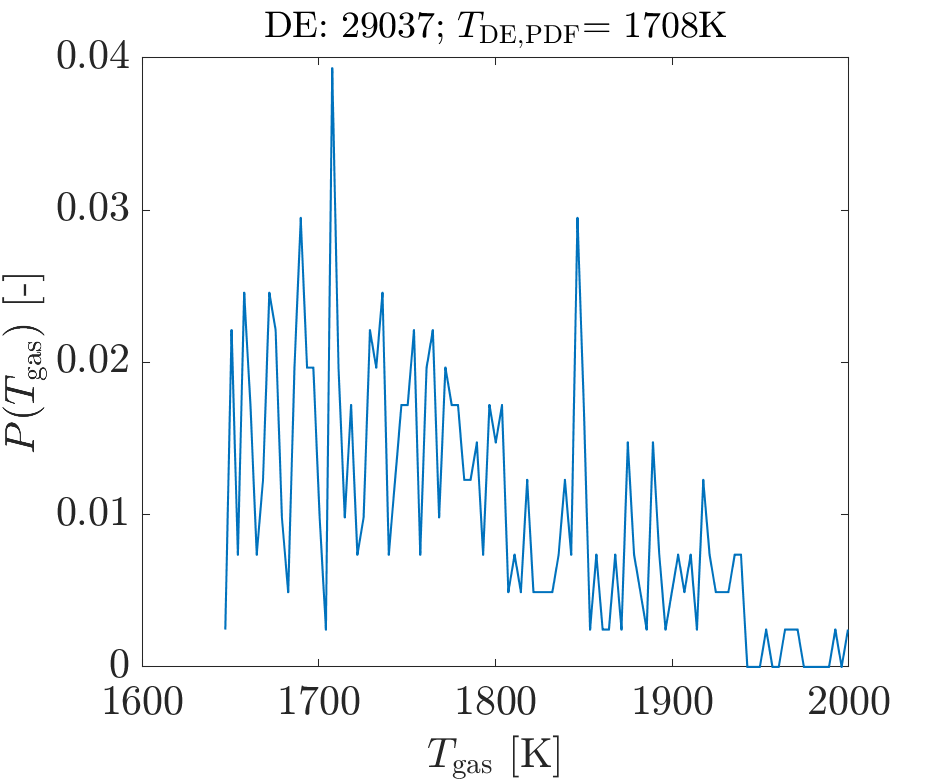 DE: 29037; T_DE,PDF= 1708K
0.04
0.03
0.02
0.01
0
P(T_gas) [-]
1600 1700 1800 1900 2000
T_gas [K]